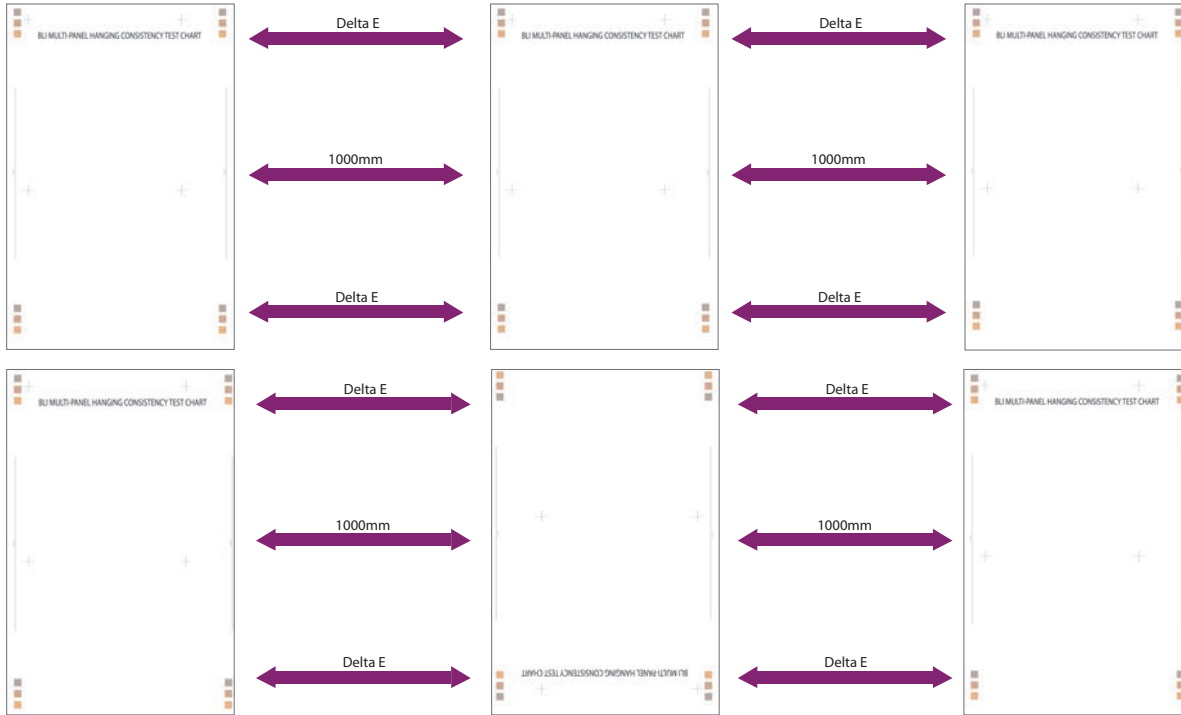 Delta E
Delta E
BLI MULTI-PANEL HANGING CONSISTENCY TEST CHART
BLI MULTI-PANEL HANGING CONSISTENCY TEST CHART
BLI MULTI-PANEL HANGING CONSISTENCY TEST CHART
1000mm
1000mm
Delta E
Delta E
Delta E
Delta E
BLI MULTI-PANEL HANGING CONSISTENCY TEST CHART
BLI MULTI-PANEL HANGING CONSISTENCY TEST CHART
1000mm
1000mm
Delta E
Delta E
BLI MULTI-PANEL HANGING CONSISTENCY TEST CHART